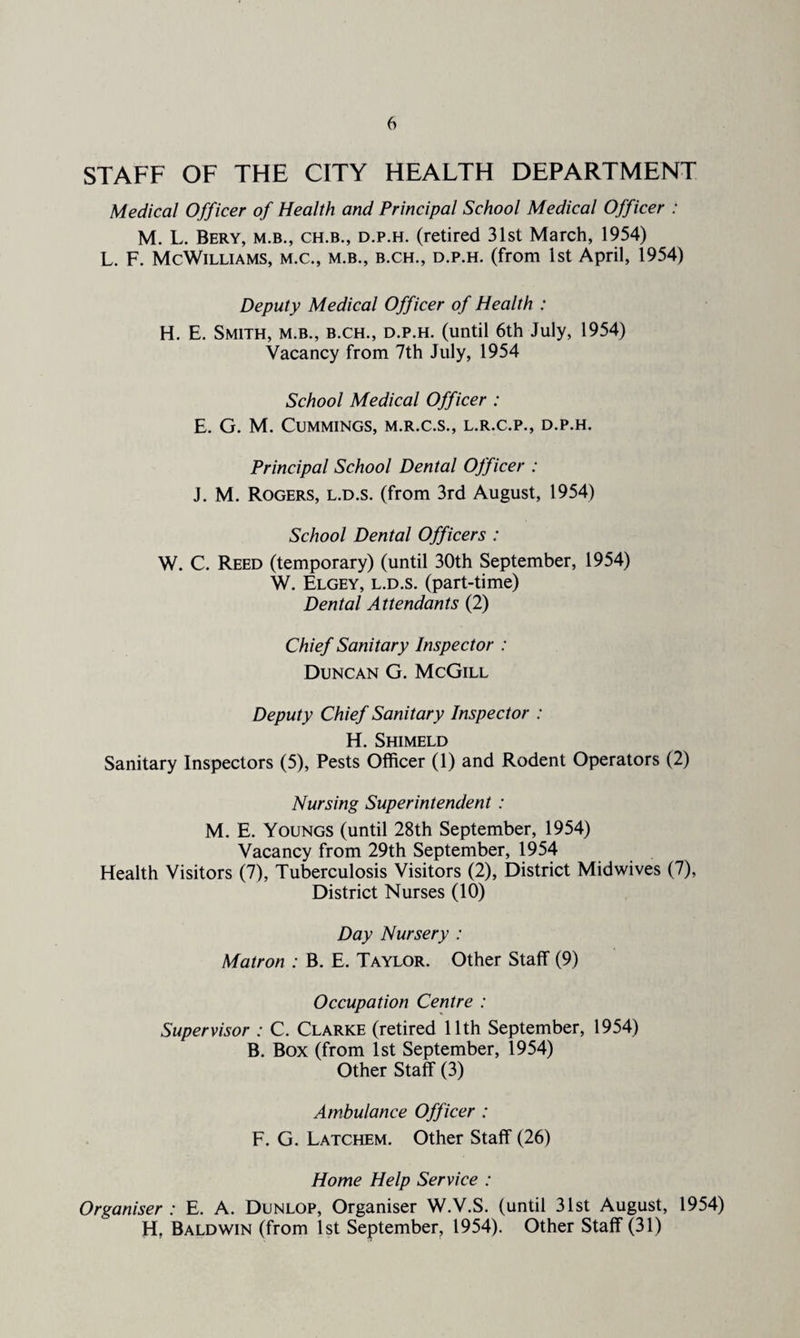 6
STAFF OF THE CITY HEALTH DEPARTMENT
Medical Officer of Health and Principal School Medical Officer :
M. L. BERY, M.B., CH.B., D.P.H. (retired 31st March, 1954)
L. F. MCWILLIAMS, M.C., M.B., B.CH., D.P.H. (from 1st April, 1954)
Deputy Medical Officer of Health :
H. E. SMITH, M.B., B.CH., D.P.H. (until 6th July, 1954)
Vacancy from 7th July, 1954
School Medical Officer :
E. G. M. CUMMINGS, M.R.C.S., L.R.C.P., D.P.H.
Principal School Dental Officer :
J. M. ROGERS, L.D.S. (from 3rd August, 1954)
School Dental Officers :
W. C. REED (temporary) (until 30th September, 1954)
W. ELGEY, L.D.S. (part-time)
Dental Attendants (2)
Chief Sanitary Inspector :
DUNCAN G. MCGILL
Deputy Chief Sanitary Inspector :
H. SHIMELD
Sanitary Inspectors (5), Pests Officer (1) and Rodent Operators (2)
Nursing Superintendent :
M. E. YOUNGS (until 28th September, 1954)
Vacancy from 29th September, 1954
Health Visitors (7), Tuberculosis Visitors (2), District Midwives (7),
District Nurses (10)
Day Nursery :
Matron : B. E. TAYLOR. Other Staff (9)
Occupation Centre :
Supervisor : C. CLARKE (retired 11th September, 1954)
B. BOX (from 1st September, 1954)
Other Staff (3)
Ambulance Officer :
F. G. LATCHEM. Other Staff (26)
Home Help Service :
Organiser : E. A. DUNLOP, Organiser W.V.S. (until 31st August, 1954)
H. BALDWIN (from 1st September, 1954). Other Staff (31)